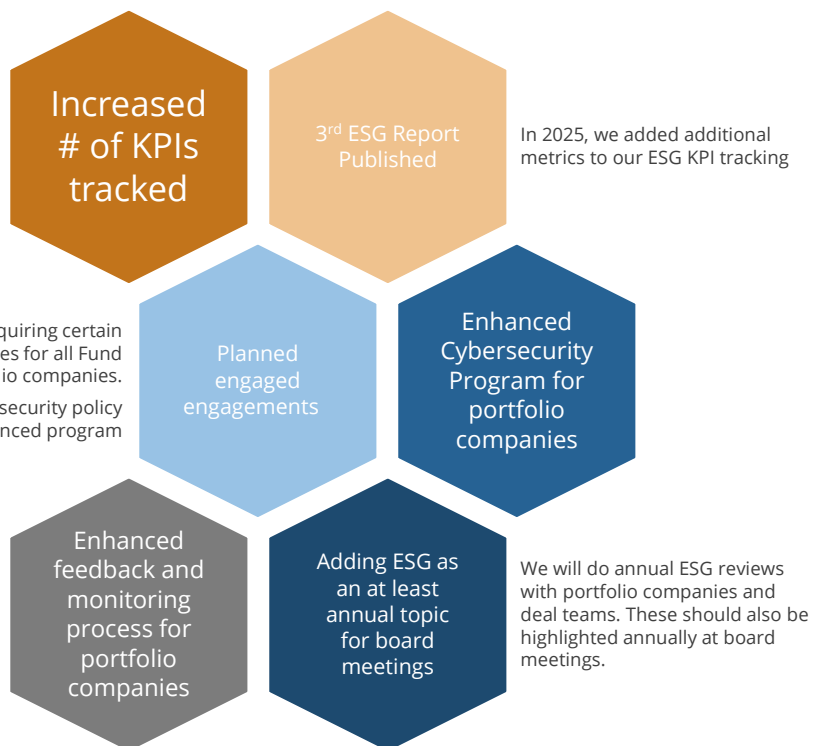 Increased
# of KPIs
tracked
3rd ESG Report
Published
In 2025, we added additional
metrics to our ESG KPI tracking
certain
for all Fund
companies.
security policy
program
Planned
engaged
engagements
Enhanced
Cybersecurity
Program for
portfolio
companies
Enhanced
feedback and
monitoring
process for
portfolio
companies
Adding ESG as
an at least
annual topic
for board
meetings
We will do annual ESG reviews
with portfolio companies and
deal teams. These should also be
highlighted annually at board
meetings.